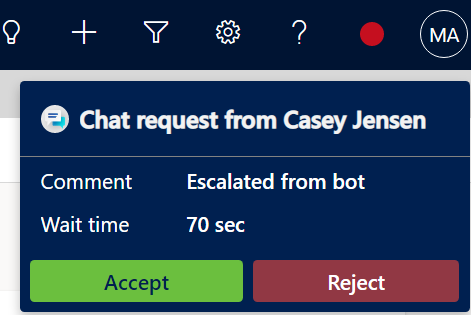 ?
MA
Chat request from Casey Jensen
Comment Escalated from bot
Wait time 70 sec
Accept Reject